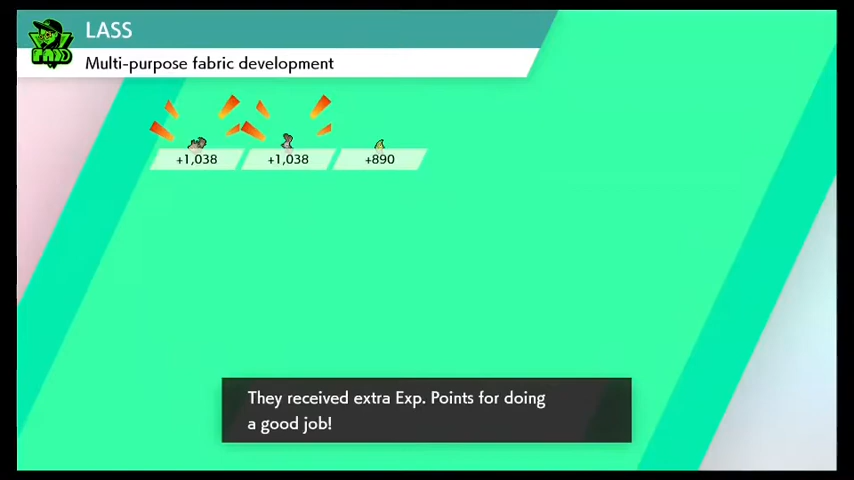 LASS
Multi-purpose fabric development
+1,038 +1,038 +890
They received extra Exp. Points for doing
a good job!